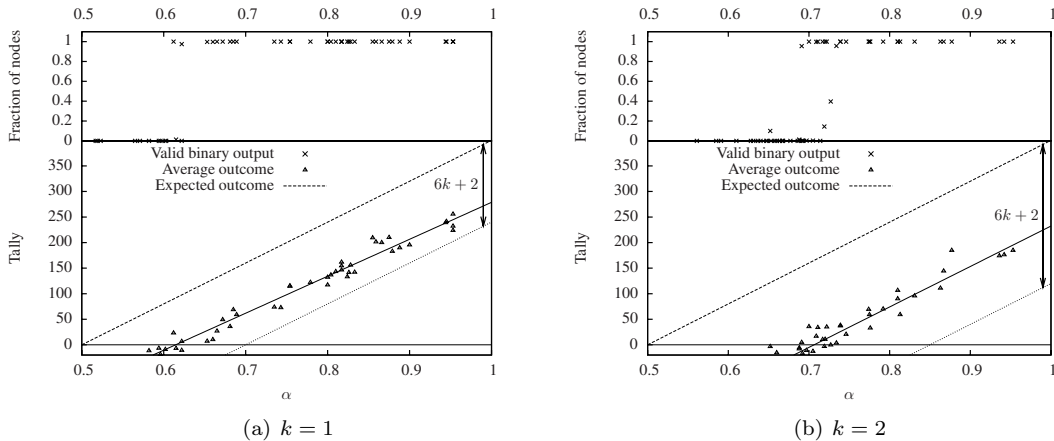 0.5 0.6 0.7 0.8 0.9 1
1
0.8
0.6
0.4
0.2
0
Fraction of nodes
350
300
250
200
150
100
50
0
Tally
Valid binary output
Average outcome
Expected outcome
6k + 2
0.5 0.6 0.7 0.8 0.9 1
α
(a) k = 1
0.5 0.6 0.7 0.8 0.9 1
1
0.8
0.6
0.4
0.2
0
Fraction of nodes
350
300
250
200
150
100
50
0
Tally
Valid binary output
Average outcome
Expected outcome
6k + 2
0.5 0.6 0.7 0.8 0.9 1
α
(b) k = 2